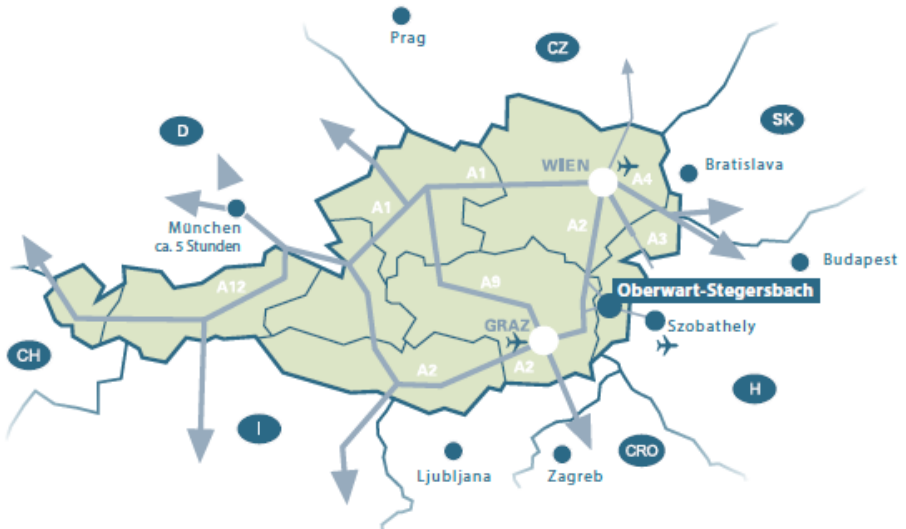 Prag
CZ
SK
D
WIEN
A1
A4
Bratislava
A1
A2
München
ca. 5 Stunden
A3
Budapest
A12
A9
Oberwart-Stegersbach
GRAZ
Szobathely
CH
A2
A2
H
I
CRO
Ljubljana
Zagreb